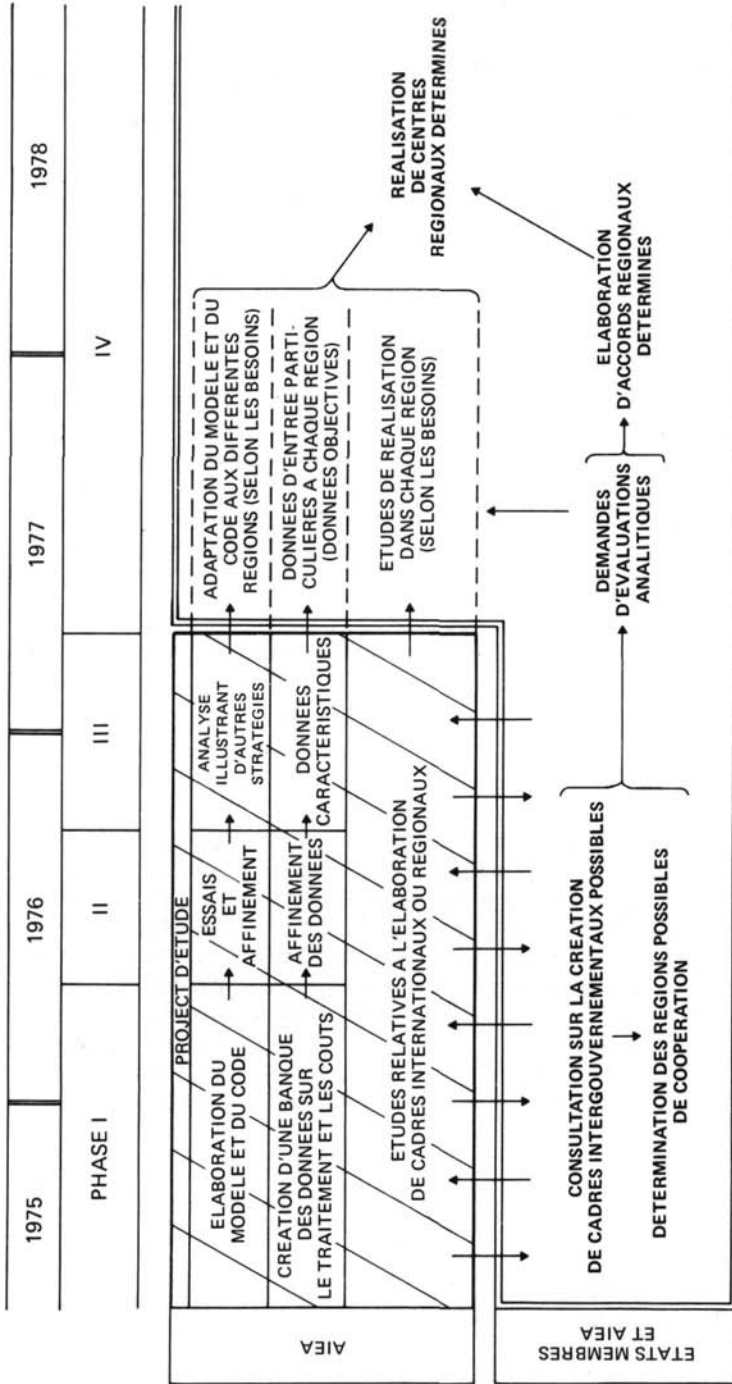 1975
1976
1977
1978
PHASE I
II
III
IV
AIEA
PROJECT D'ETUDE
ELABORATION DU
MODELE ET DU CODE
ESSAIS
ET
AFFINEMENT
ANALYSE
ILLUSTRANT
D'AUTRES
STRATEGIES
ADAPTATION DU MODELE ET DU
CODE AUX DIFFERENTES
REGIONS (SELON LES BESOINS)
CREATION D'UNE BANQUE
DES DONNEES SUR
LE TRAITEMENT ET LES COUTS
AFFINEMENT
DES DONNEES
DONNEES
CARACTERISTIQUES
DONNEES D'ENTREE PARTI-
CULIERES A CHAQUE REGION
(DONNEES OBJECTIVES)
ETUDES RELATIVES A L'ELABORATION
DE CADRES INTERNATIONAUX OU REGIONAUX
ETUDES DE REALISATION
DANS CHAQUE REGION
(SELON LES BESOINS)
REALISATION
DE CENTRES
REGIONAUX DETERMINES
ETATS MEMBRES
ET AIEA
CONSULTATION SUR LA CREATION
DE CADRES INTERGOUVERNEMENTAUX POSSIBLES
DETERMINATION DES REGIONS POSSIBLES
DE COOPERATION
DEMANDES
D'EVALUATIONS
ANALYTIQUES
ELABORATION
D'ACCORDS REGIONAUX
DETERMINES